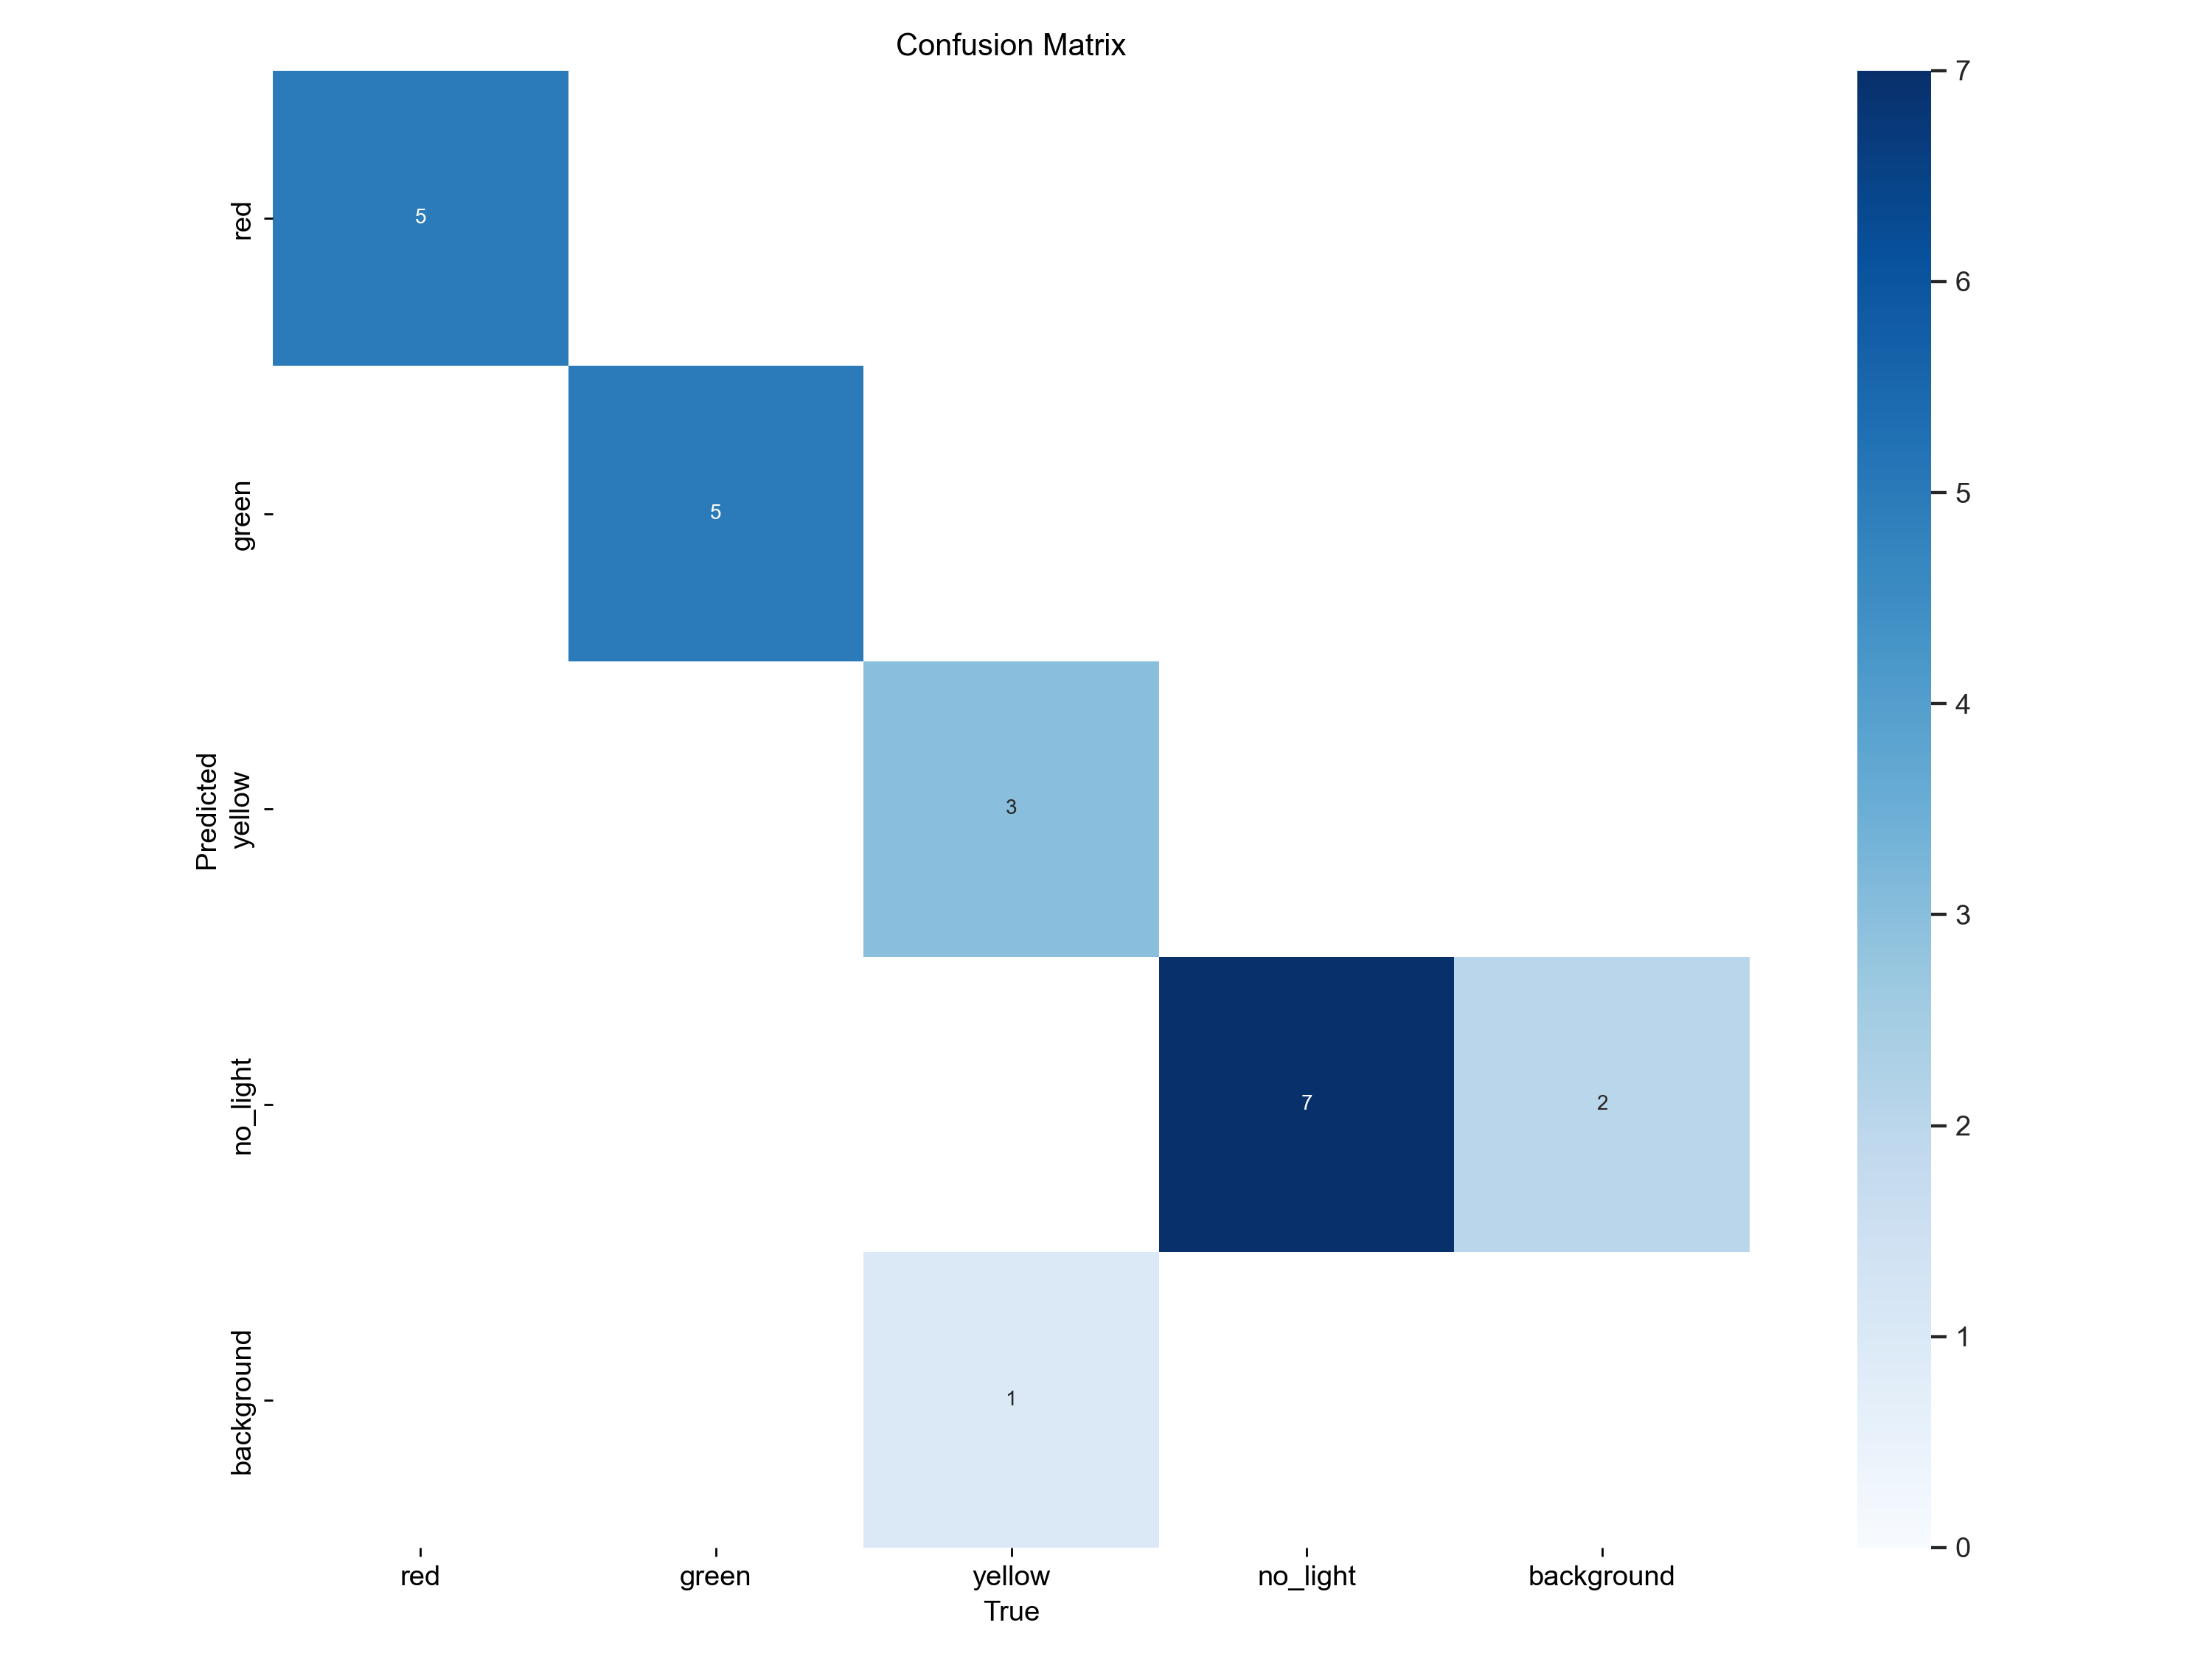 Confusion Matrix
red
green
yellow
no_light
background
Predicted
5
5
3
7
2
1
red
green
yellow
no_light
background
True
7
6
5
4
3
2
1
0